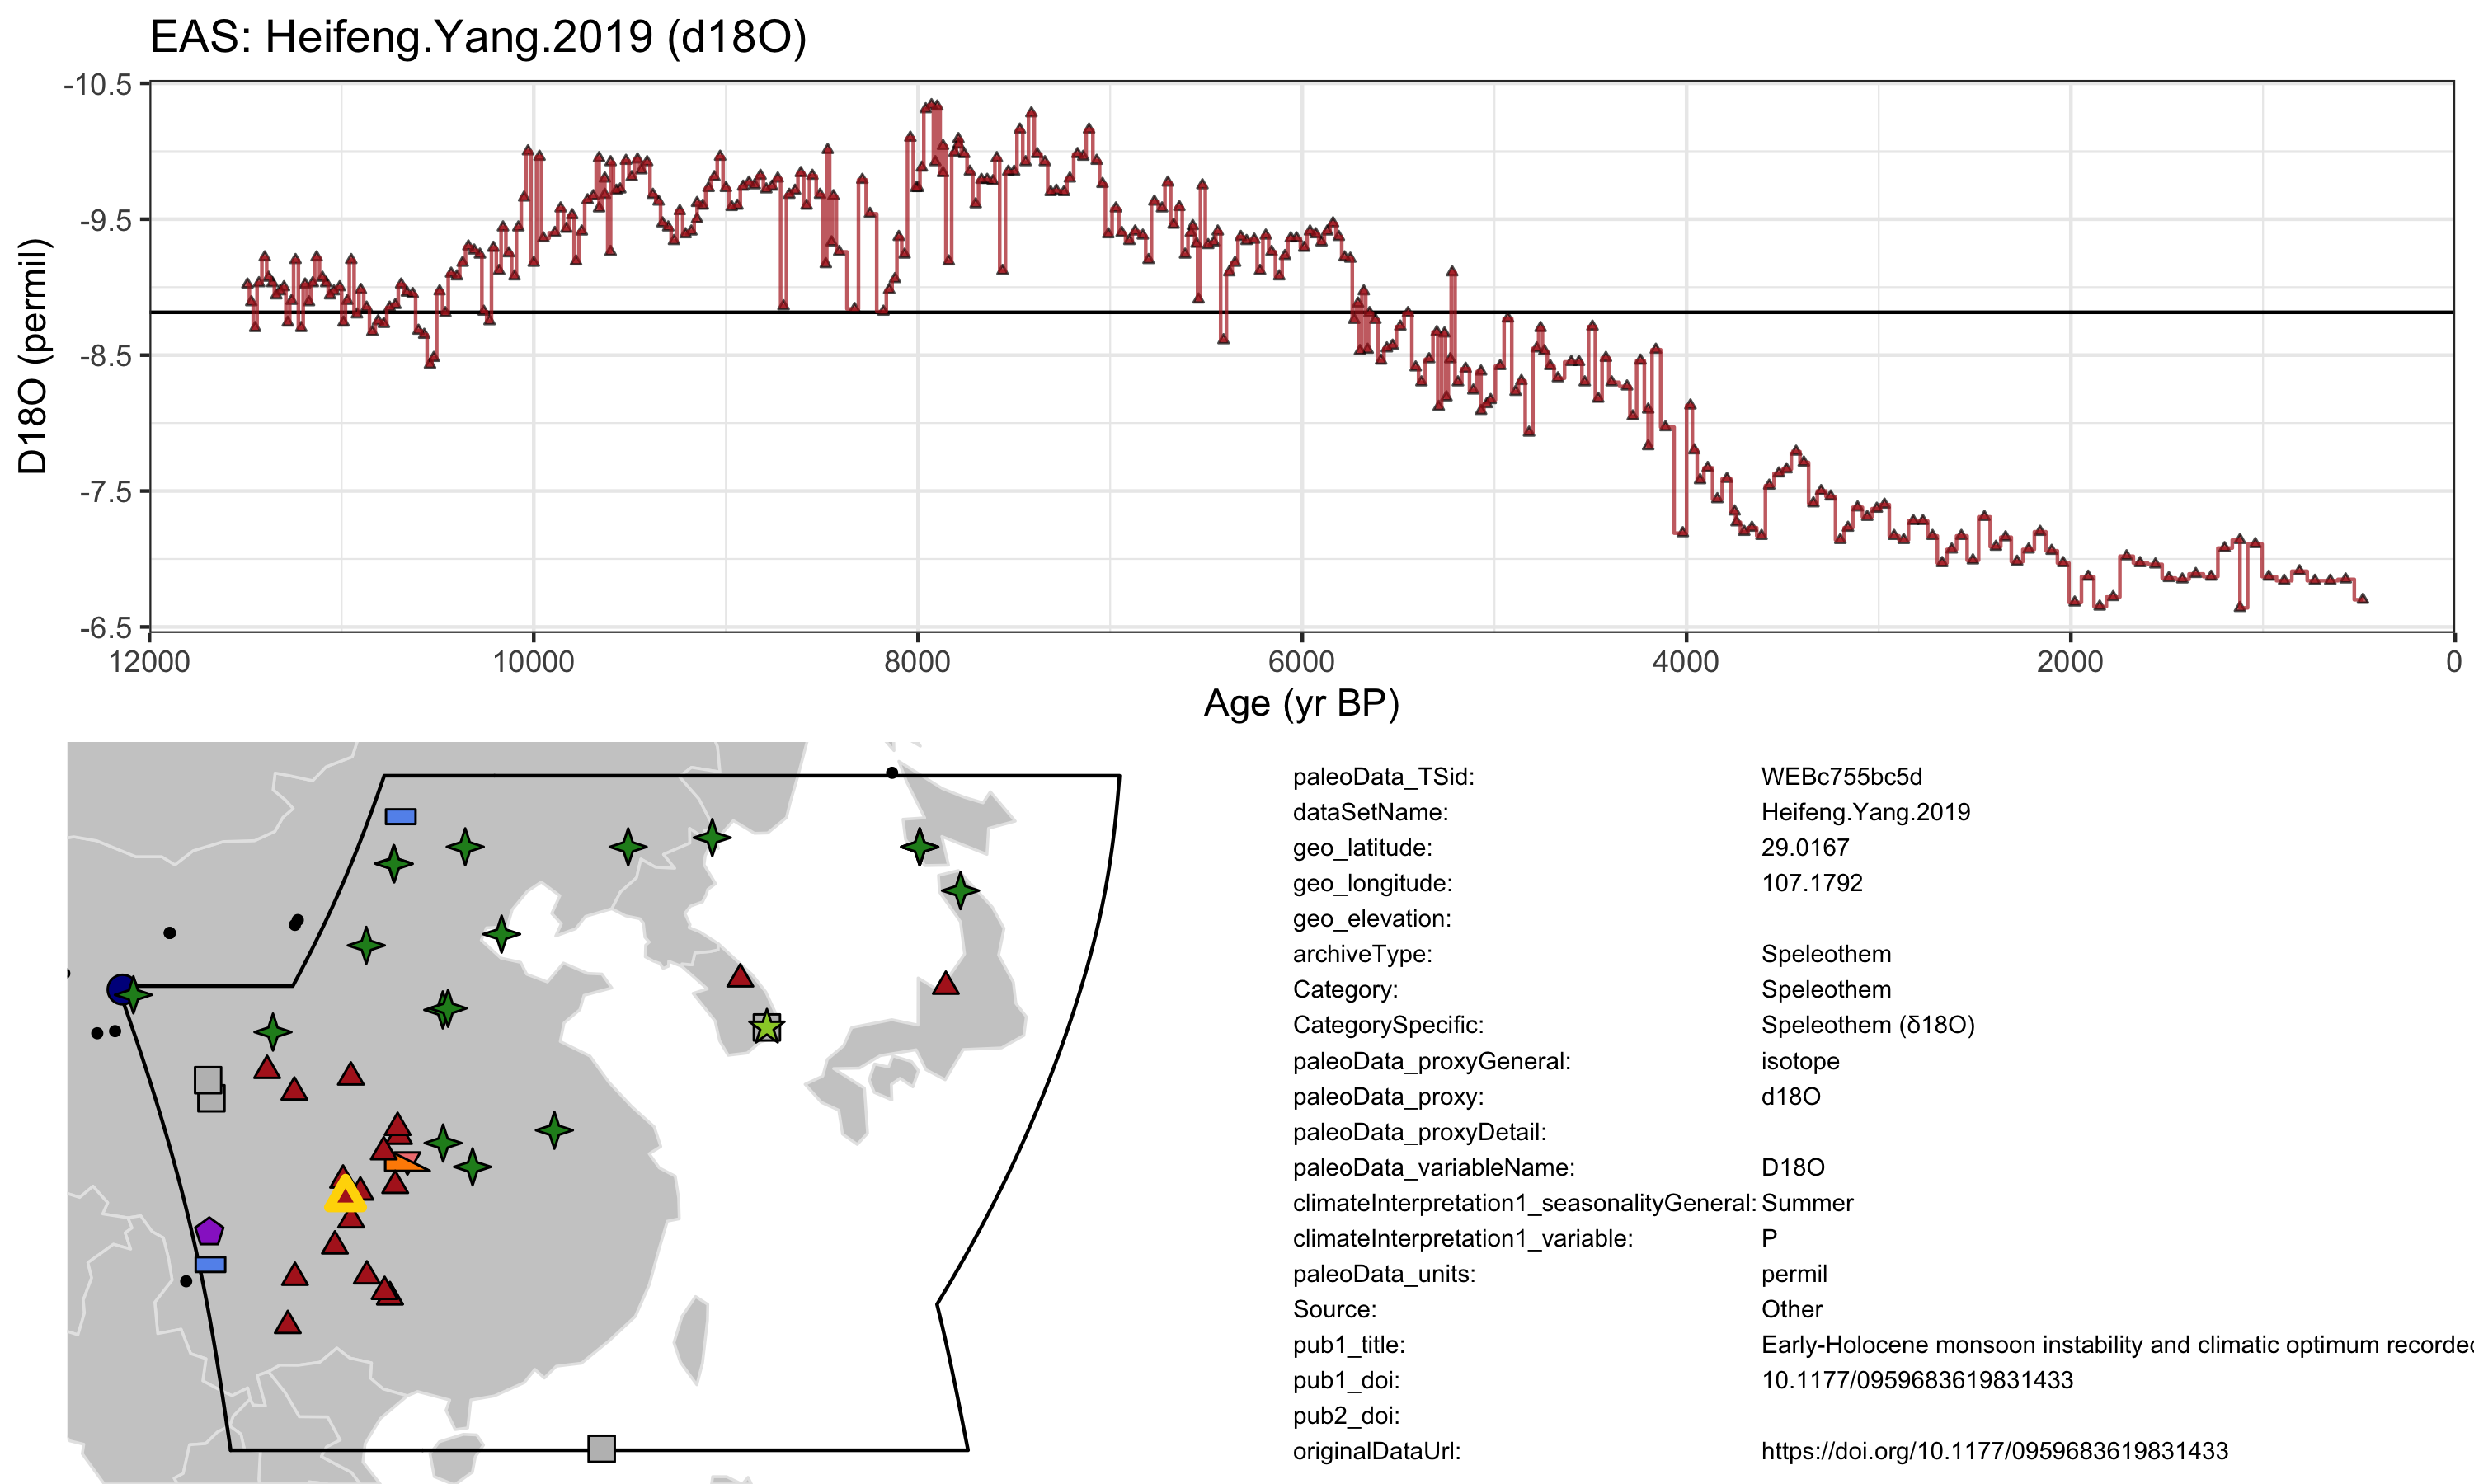 EAS: Heifeng.Yang.2019 (d18O)
D18O (permil)
-10.5
-9.5
-8.5
-7.5
-6.5
12000 10000 8000 6000 4000 2000 0
Age (yr BP)
paleoData_TSid: WEBc755bc5d
dataSetName: Heifeng.Yang.2019
geo_latitude: 29.0167
geo_longitude: 107.1792
geo_elevation:
archiveType: Speleothem
Category: Speleothem
CategorySpecific: Speleothem (δ18O)
paleoData_proxyGeneral: isotope
paleoData_proxy: d18O
paleoData_proxyDetail:
paleoData_variableName: D18O
climateInterpretation1_seasonalityGeneral: Summer
climateInterpretation1_variable: P
paleoData_units: permil
Source: Other
pub1_title: Early-Holocene monsoon instability and climatic optimum recorded
pub1_doi: 10.1177/0959683619831433
pub2_doi:
originalDataUrl: https://doi.org/10.1177/0959683619831433